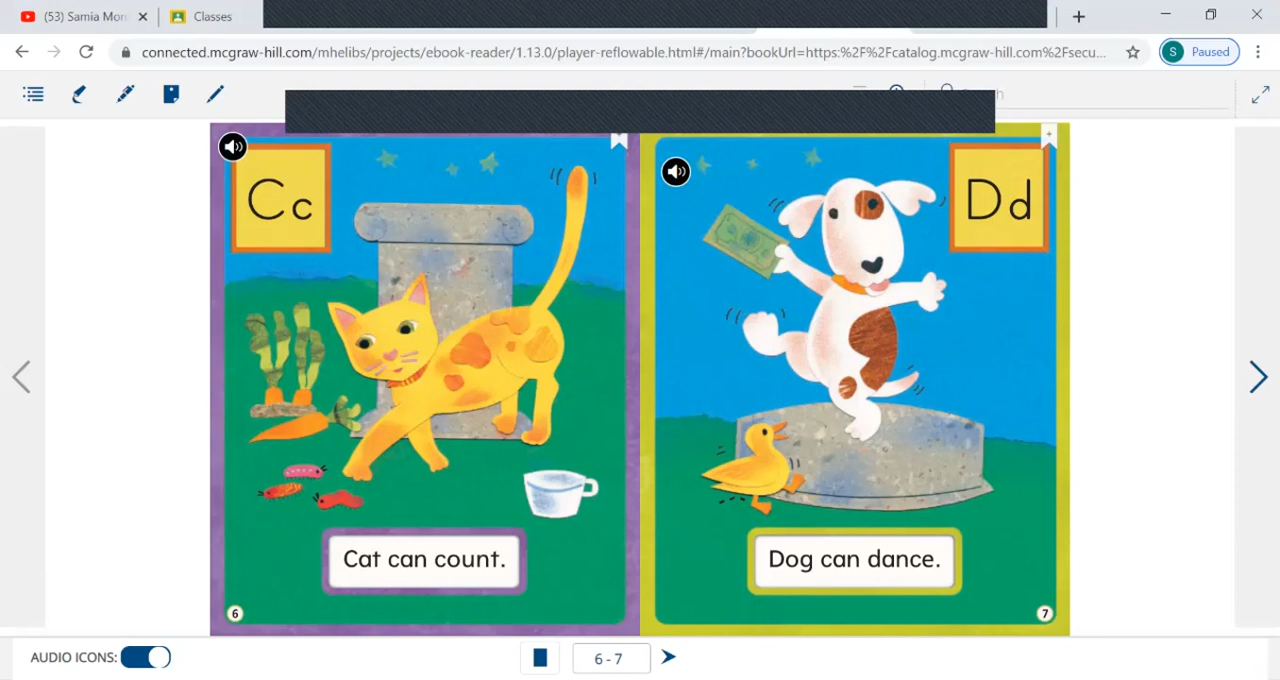 (53) Samia Mor
Classes
connected.mcgraw-hill.com/mhelibs/projects/ebook-reader/1.13.0/player-reflowable.html#/main?bookUrl=https:%2F%2Fcatalog.mcgraw-hill.com%2Fsecu...
S Paused
Cc
Cat can count.
6
Dd
Dog can dance.
7
AUDIO ICONS:
6 - 7